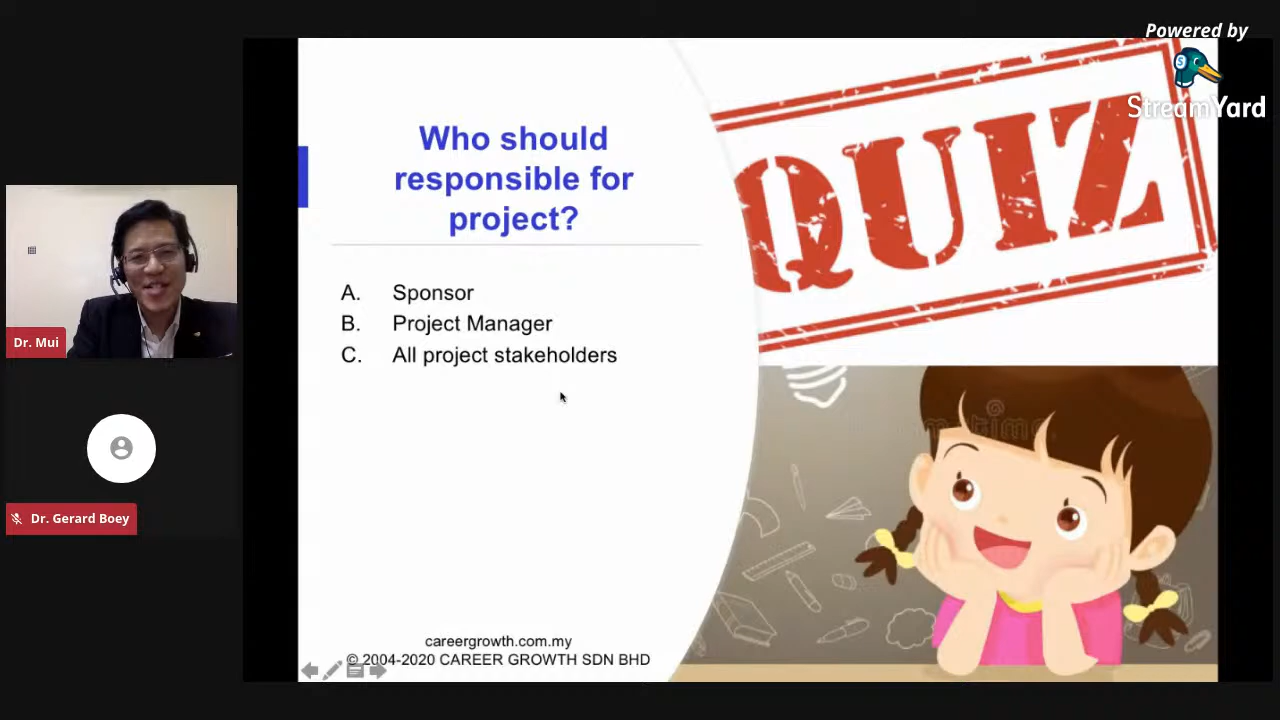 Powered by
StreamYard
Who should
responsible for
project?
A. Sponsor
B. Project Manager
C. All project stakeholders
QUIZ
Dr. Mui
Dr. Gerard Boey
careergrowth.com.my
© 2004-2020 CAREER GROWTH SDN BHD